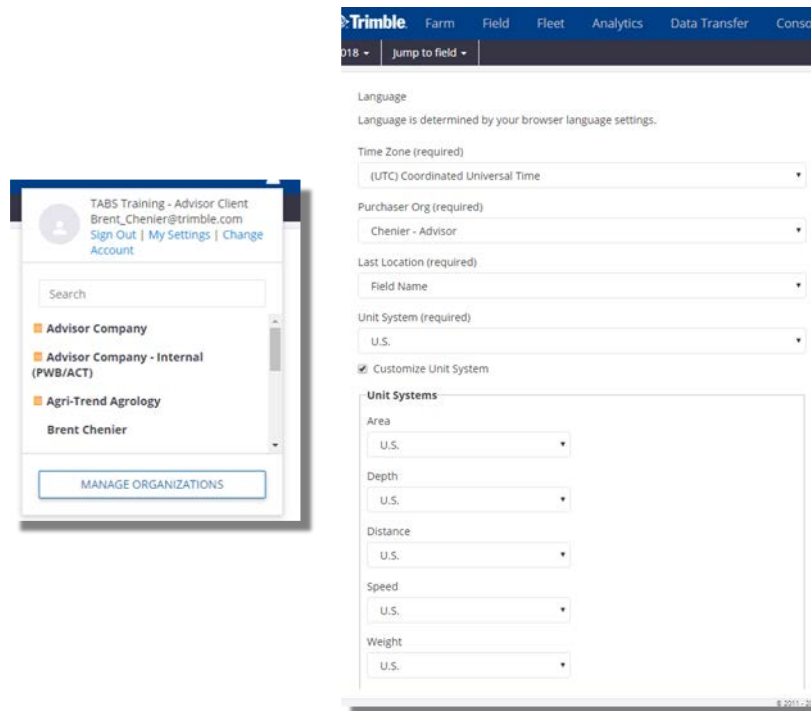 TABS Training - Advisor Client
Brent_Chenier@trimble.com
Sign Out | My Settings | Change
Account
Search
Advisor Company
Advisor Company - Internal
(PWB/ACT)
Agri-Trend Agrology
Brent Chenier
MANAGE ORGANIZATIONS
Trimble. Farm Field Fleet Analytics Data Transfer Conso
018 Jump to field
Language
Language is determined by your browser language settings.
Time Zone (required)
(UTC) Coordinated Universal Time
Purchaser Org (required)
Chenier - Advisor
Last Location (required)
Field Name
Unit System (required)
U.S.
Customize Unit System
Unit Systems
Area
U.S.
Depth
U.S.
Distance
U.S.
Speed
U.S.
Weight
U.S.
© 2011 - 2